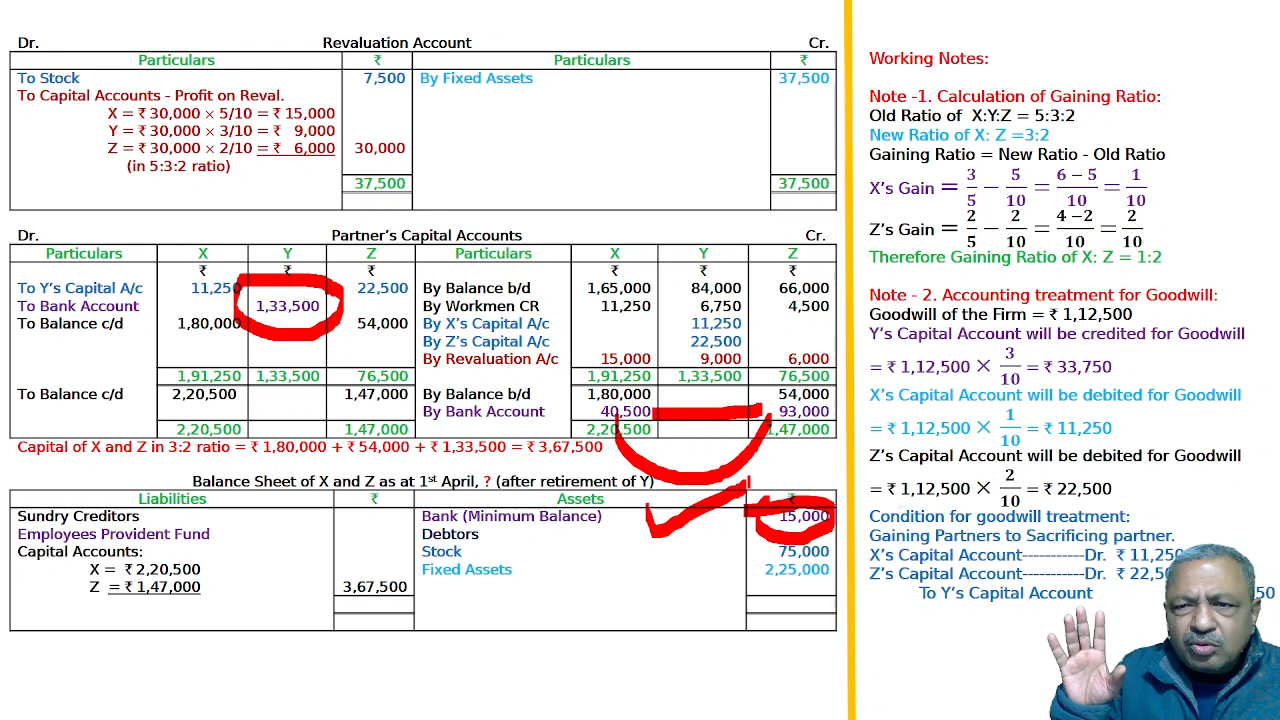 Dr. Revaluation Account Cr.
Particulars ₹ Particulars ₹
To Stock 7,500 By Fixed Assets 37,500
To Capital Accounts - Profit on Reval.
X = ₹ 30,000 × 5/10 = ₹ 15,000
Y = ₹ 30,000 × 3/10 = ₹ 9,000
Z = ₹ 30,000 × 2/10 = ₹ 6,000 30,000
(in 5:3:2 ratio)
37,500 37,500
Dr. Partner's Capital Accounts Cr.
Particulars X Y Z Particulars X Y Z
₹ ₹ ₹ ₹ ₹ ₹
To Y's Capital A/c 11,250 22,500 By Balance b/d 1,65,000 84,000 66,000
To Bank Account 1,33,500 By Workmen CR 11,250 6,750 4,500
To Balance c/d 1,80,000 54,000 By X's Capital A/c 11,250
By Z's Capital A/c 22,500
By Revaluation A/c 15,000 9,000 6,000
1,91,250 1,33,500 76,500 1,91,250 1,33,500 76,500
To Balance c/d 2,20,500 1,47,000 By Balance b/d 1,80,000 54,000
By Bank Account 40,500 93,000
2,20,500 1,47,000 2,20,500 1,47,000
Capital of X and Z in 3:2 ratio = ₹ 1,80,000 + ₹ 54,000 + ₹ 1,33,500 = ₹ 3,67,500
Balance Sheet of X and Z as at 1st April, ? (after retirement of Y)
Liabilities ₹ Assets ₹
Sundry Creditors Bank (Minimum Balance) 15,000
Employees Provident Fund Debtors
Capital Accounts: Stock 75,000
X = ₹ 2,20,500 Fixed Assets 2,25,000
Z = ₹ 1,47,000 3,67,500
Working Notes:
Note -1. Calculation of Gaining Ratio:
Old Ratio of X:Y:Z = 5:3:2
New Ratio of X: Z =3:2
Gaining Ratio = New Ratio - Old Ratio
X's Gain = 3/5 − 5/10 = 6 − 5/10 = 1/10
Z's Gain = 2/5 − 2/10 = 4 −2/10 = 2/10
Therefore Gaining Ratio of X: Z = 1:2
Note - 2. Accounting treatment for Goodwill:
Goodwill of the Firm = ₹ 1,12,500
Y's Capital Account will be credited for Goodwill
= ₹ 1,12,500 × 3/10 = ₹ 33,750
X's Capital Account will be debited for Goodwill
= ₹ 1,12,500 × 1/10 = ₹ 11,250
Z's Capital Account will be debited for Goodwill
= ₹ 1,12,500 × 2/10 = ₹ 22,500
Condition for goodwill treatment:
Gaining Partners to Sacrificing partner.
X's Capital Account-----------Dr. ₹ 11,250
Z's Capital Account-----------Dr. ₹ 22,50
To Y's Capital Account 50